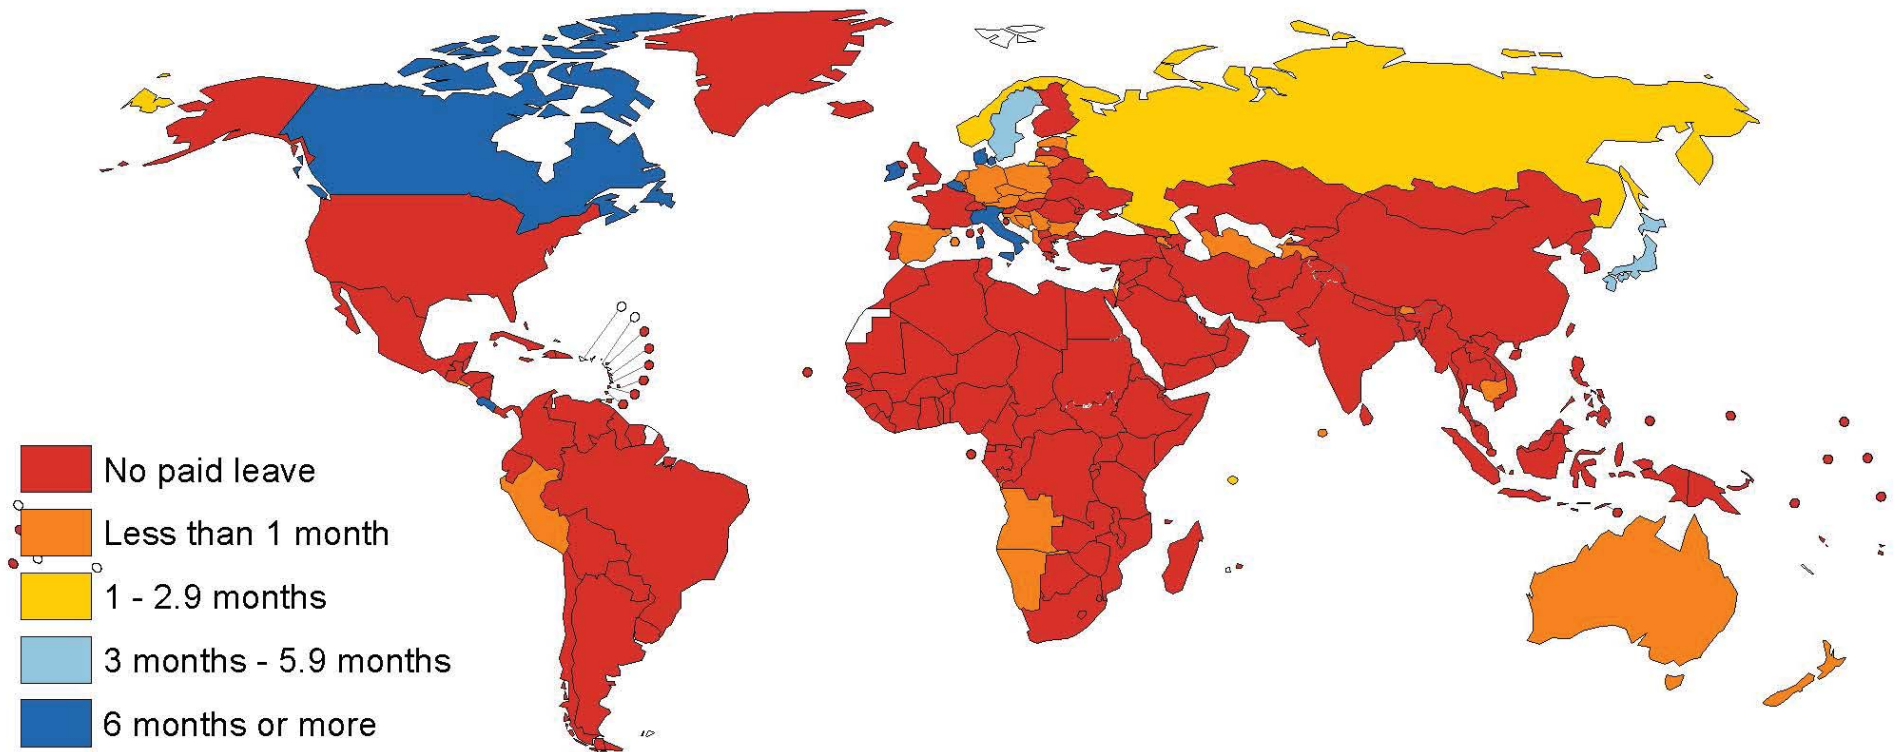 No paid leave
Less than 1 month
1 - 2.9 months
3 months - 5.9 months
6 months or more